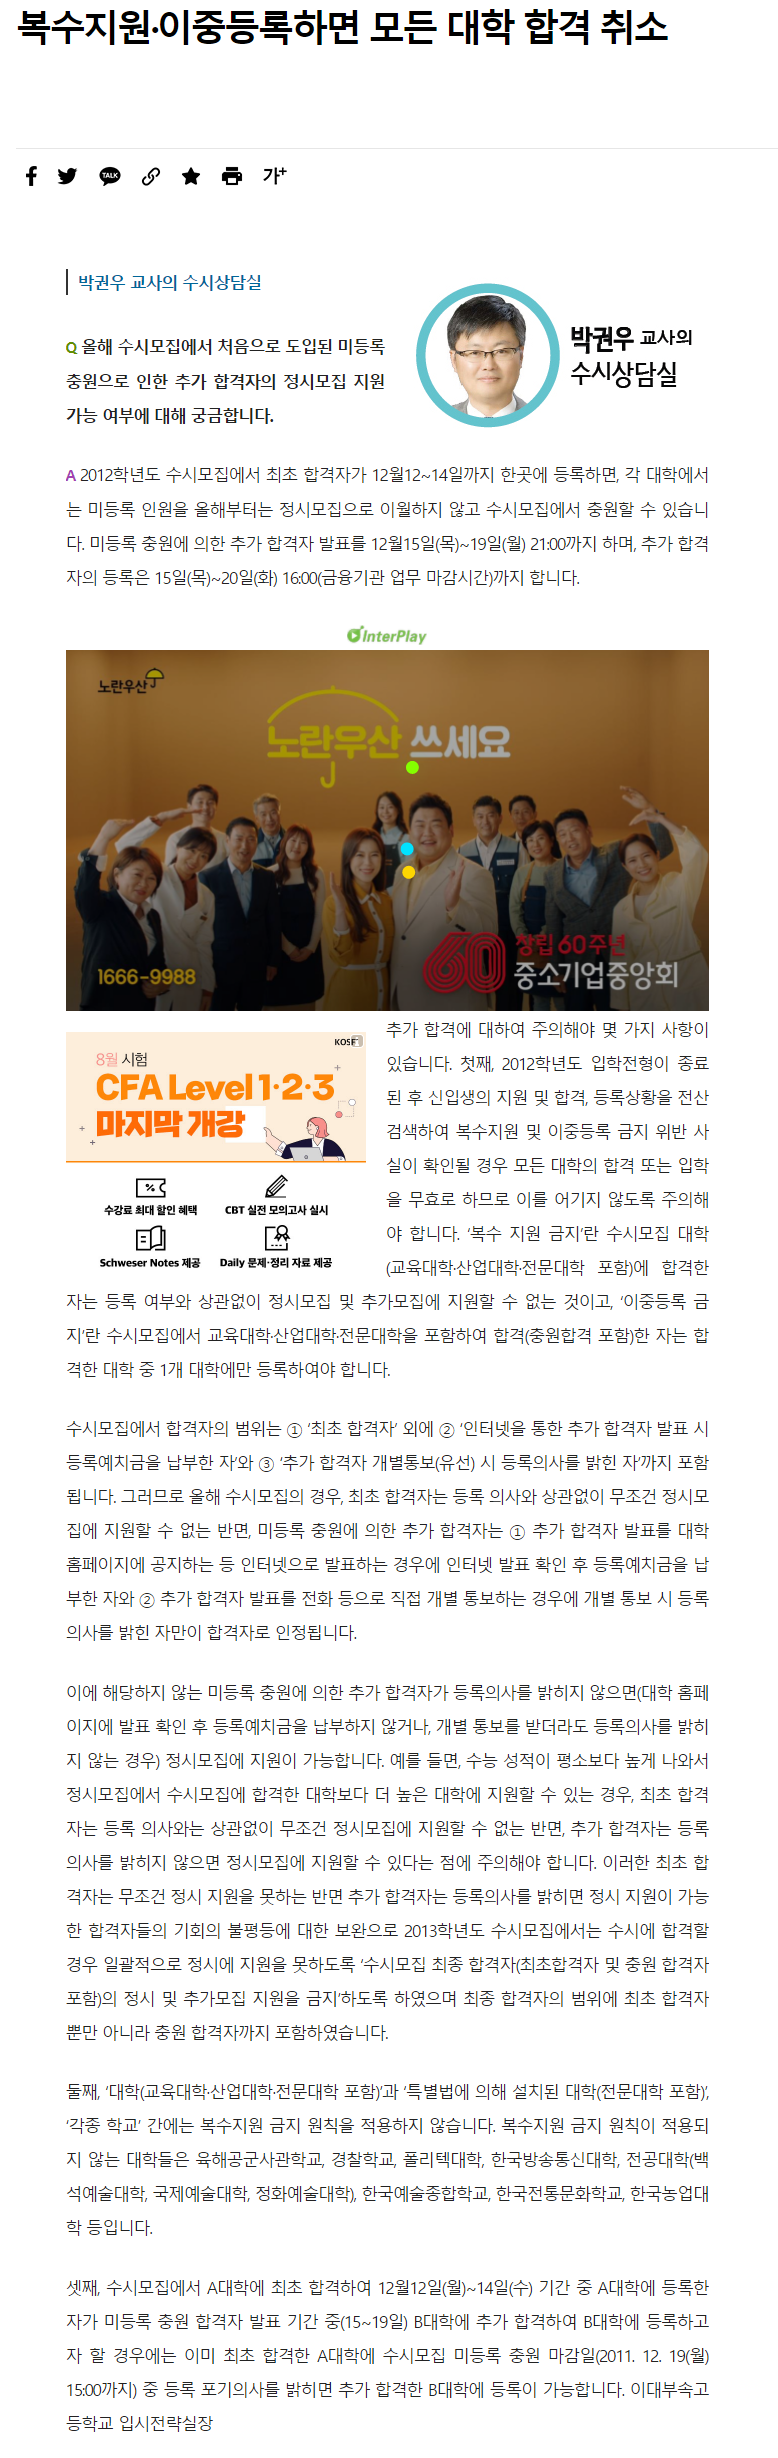 복수지원·이중등록하면 모든 대학 합격 취소
TALK
가+
박권우 교사의 수시상담실
Q 올해 수시모집에서 처음으로 도입된 미등록
충원으로 인한 추가 합격자의 정시모집 지원
가능 여부에 대해 궁금합니다.
박권우 교사의
수시상담실
A 2012학년도 수시모집에서 최초 합격자가 12월12~14일까지 한곳에 등록하면, 각 대학에서
는 미등록 인원을 올해부터는 정시모집으로 이월하지 않고 수시모집에서 충원할 수 있습니
다. 미등록 충원에 의한 추가 합격자 발표를 12월15일(목)~19일(월) 21:00까지 하며, 추가 합격
자의 등록은 15일(목)~20일(화) 16:00(금융기관 업무 마감시간)까지 합니다.
InterPlay
노란우산
노란우산 쓰세요
1666-9988
60 창립 60주년
중소기업중앙회
KOSF
8월 시험
CFA Level 1·2·3
마지막 개강
수강료 최대 할인 혜택
CBT 실전 모의고사 실시
Schweser Notes 제공
Daily 문제·정리 자료 제공
추가 합격에 대하여 주의해야 몇 가지 사항이
있습니다. 첫째, 2012학년도 입학전형이 종료
된 후 신입생의 지원 및 합격, 등록상황을 전산
검색하여 복수지원 및 이중등록 금지 위반 사
실이 확인될 경우 모든 대학의 합격 또는 입학
을 무효로 하므로 이를 어기지 않도록 주의해
야 합니다. ‘복수 지원 금지’란 수시모집 대학
(교육대학·산업대학·전문대학 포함)에 합격한
자는 등록 여부와 상관없이 정시모집 및 추가모집에 지원할 수 없는 것이고, ‘이중등록 금
지’란 수시모집에서 교육대학·산업대학·전문대학을 포함하여 합격(충원합격 포함)한 자는 합
격한 대학 중 1개 대학에만 등록하여야 합니다.
수시모집에서 합격자의 범위는 ① ‘최초 합격자’ 외에 ② ‘인터넷을 통한 추가 합격자 발표 시
등록예치금을 납부한 자’와 ③ ‘추가 합격자 개별통보(유선) 시 등록의사를 밝힌 자’까지 포함
됩니다. 그러므로 올해 수시모집의 경우, 최초 합격자는 등록 의사와 상관없이 무조건 정시모
집에 지원할 수 없는 반면, 미등록 충원에 의한 추가 합격자는 ① 추가 합격자 발표를 대학
홈페이지에 공지하는 등 인터넷으로 발표하는 경우에 인터넷 발표 확인 후 등록예치금을 납
부한 자와 ② 추가 합격자 발표를 전화 등으로 직접 개별 통보하는 경우에 개별 통보 시 등록
의사를 밝힌 자만이 합격자로 인정됩니다.
이에 해당하지 않는 미등록 충원에 의한 추가 합격자가 등록의사를 밝히지 않으면(대학 홈페
이지에 발표 확인 후 등록예치금을 납부하지 않거나, 개별 통보를 받더라도 등록의사를 밝히
지 않는 경우) 정시모집에 지원이 가능합니다. 예를 들면, 수능 성적이 평소보다 높게 나와서
정시모집에서 수시모집에 합격한 대학보다 더 높은 대학에 지원할 수 있는 경우, 최초 합격
자는 등록 의사와는 상관없이 무조건 정시모집에 지원할 수 없는 반면, 추가 합격자는 등록
의사를 밝히지 않으면 정시모집에 지원할 수 있다는 점에 주의해야 합니다. 이러한 최초 합
격자는 무조건 정시 지원을 못하는 반면 추가 합격자는 등록의사를 밝히면 정시 지원이 가능
한 합격자들의 기회의 불평등에 대한 보완으로 2013학년도 수시모집에서는 수시에 합격할
경우 일괄적으로 정시에 지원을 못하도록 ‘수시모집 최종 합격자(최초합격자 및 충원 합격자
포함)의 정시 및 추가모집 지원을 금지’하도록 하였으며 최종 합격자의 범위에 최초 합격자
뿐만 아니라 충원 합격자까지 포함하였습니다.
둘째, ‘대학(교육대학·산업대학·전문대학 포함)’과 ‘특별법에 의해 설치된 대학(전문대학 포함)’,
‘각종 학교’ 간에는 복수지원 금지 원칙을 적용하지 않습니다. 복수지원 금지 원칙이 적용되
지 않는 대학들은 육해공군사관학교, 경찰학교, 폴리텍대학, 한국방송통신대학, 전공대학(백
석예술대학, 국제예술대학, 정화예술대학), 한국예술종합학교, 한국전통문화학교, 한국농업대
학 등입니다.
셋째, 수시모집에서 A대학에 최초 합격하여 12월12일(월)~14일(수) 기간 중 A대학에 등록한
자가 미등록 충원 합격자 발표 기간 중(15~19일) B대학에 추가 합격하여 B대학에 등록하고
자 할 경우에는 이미 최초 합격한 A대학에 수시모집 미등록 충원 마감일(2011. 12. 19(월)
15:00까지) 중 등록 포기의사를 밝히면 추가 합격한 B대학에 등록이 가능합니다. 이대부속고
등학교 입시전략실장